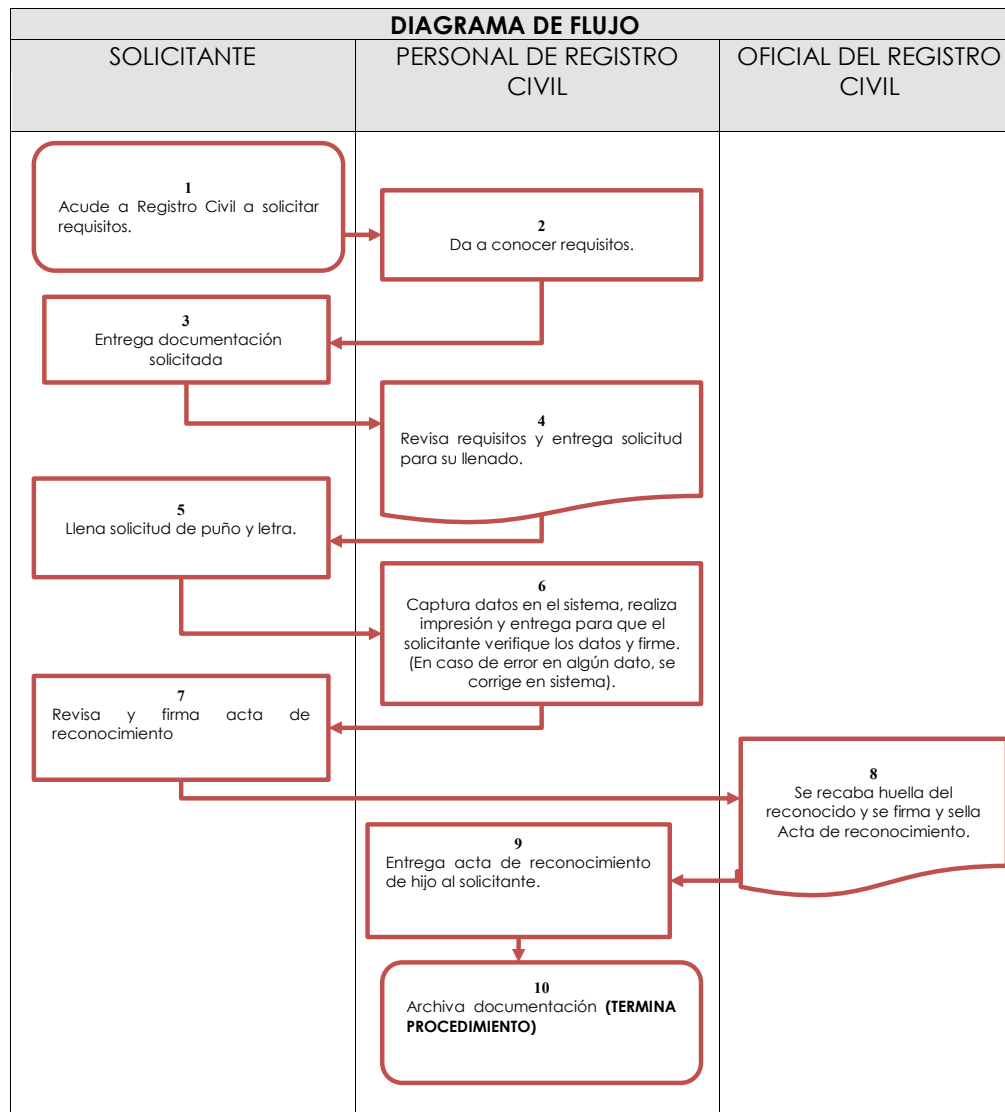 DIAGRAMA DE FLUJO
SOLICITANTE
PERSONAL DE REGISTRO
CIVIL
OFICIAL DEL REGISTRO
CIVIL
1
Acude a Registro Civil a solicitar
requisitos.
2
Da a conocer requisitos.
3
Entrega documentación
solicitada
4
Revisa requisitos y entrega solicitud
para su llenado.
5
Llena solicitud de puño y letra.
6
Captura datos en el sistema, realiza
impresión y entrega para que el
solicitante verifique los datos y firme.
(En caso de error en algún dato, se
corrige en sistema).
7
Revisa y firma acta de
reconocimiento
8
Se recaba huella del
reconocido y se firma y sella
Acta de reconocimiento.
9
Entrega acta de reconocimiento
de hijo al solicitante.
10
Archiva documentación (TERMINA
PROCEDIMIENTO)